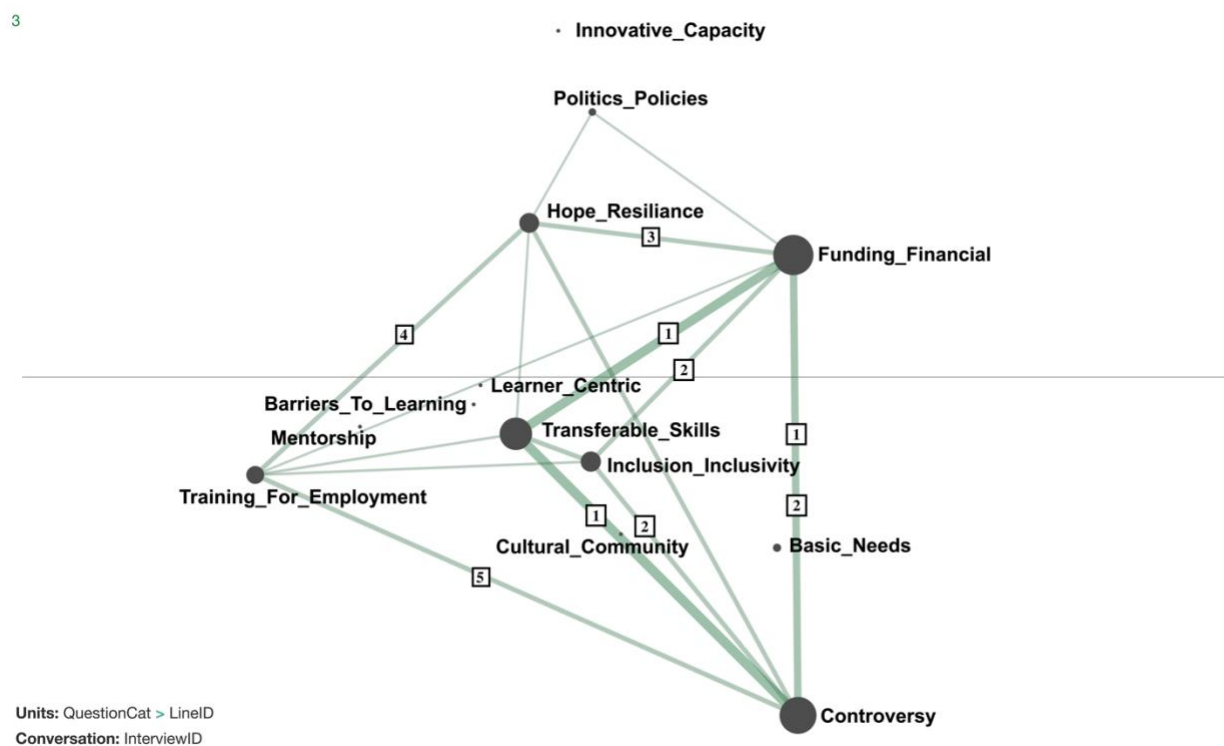 3
Innovative_Capacity
Politics_Policies
Hope_Resiliance
3
Funding_Financial
4
1
2
Learner_Centric
Barriers_To_Learning
Transferable_Skills
1
Mentorship
Inclusion_Inclusivity
Training_For_Employment
2
1
2
Cultural_Community
Basic_Needs
5
Units: QuestionCat > LineID
Controversy
Conversation: InterviewID